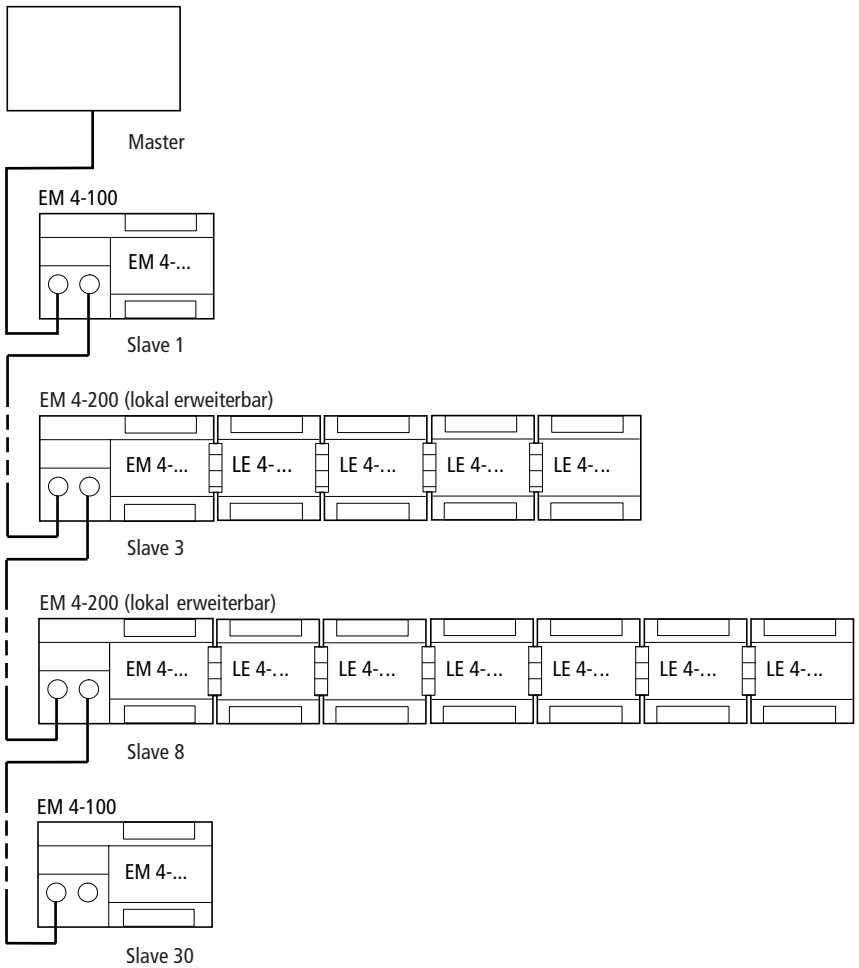 Master
EM 4-100
EM 4-...
Slave 1
EM 4-200 (lokal erweiterbar)
EM 4-... LE 4-... LE 4-... LE 4-... LE 4-...
Slave 3
EM 4-200 (lokal erweiterbar)
EM 4-... LE 4-... LE 4-... LE 4-... LE 4-... LE 4-... LE 4-...
Slave 8
EM 4-100
EM 4-...
Slave 30